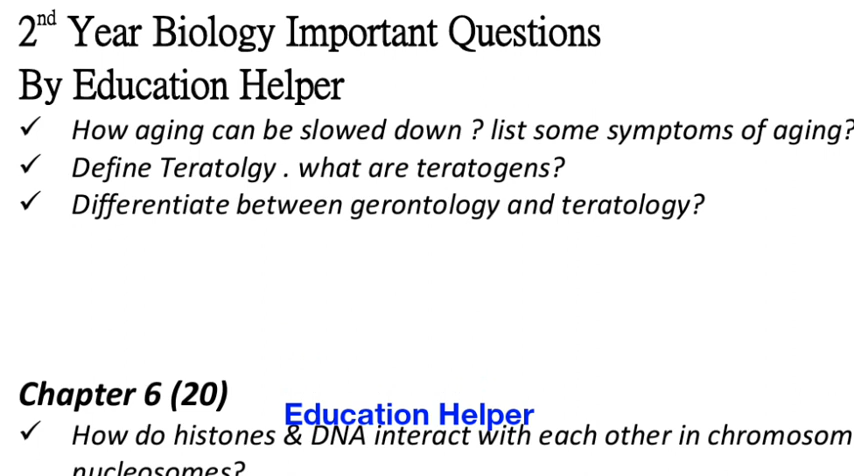 2nd Year Biology Important Questions
By Education Helper
✓ How aging can be slowed down ? list some symptoms of aging?
✓ Define Teratolgy . what are teratogens?
✓ Differentiate between gerontology and teratology?
Chapter 6 (20)
Education Helper
✓ How do histones & DNA interact with each other in chromosom
nucleosomes?